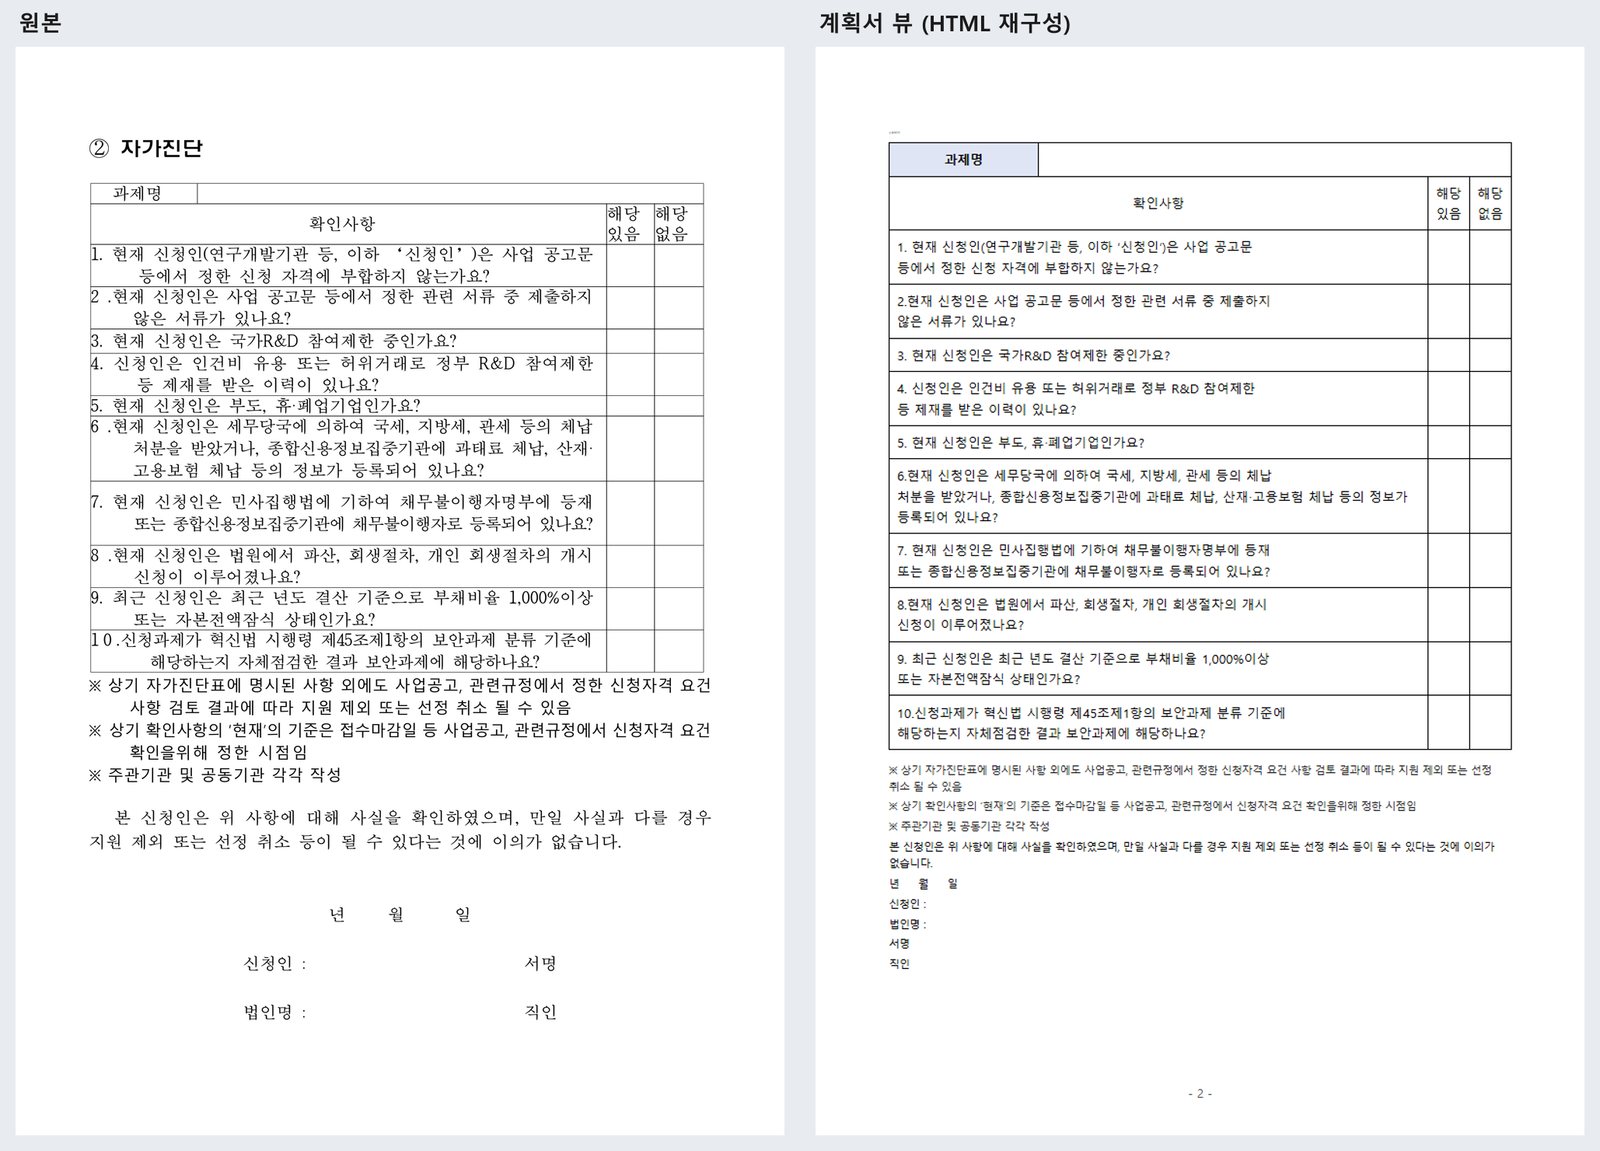 원본
② 자가진단
과제명
확인사항
해당
있음
해당
없음
1. 현재 신청인(연구개발기관 등, 이하 ‘신청인’)은 사업 공고문
등에서 정한 신청 자격에 부합하지 않는가요?
2 .현재 신청인은 사업 공고문 등에서 정한 관련 서류 중 제출하지
않은 서류가 있나요?
3. 현재 신청인은 국가R&D 참여제한 중인가요?
4. 신청인은 인건비 유용 또는 허위거래로 정부 R&D 참여제한
등 제재를 받은 이력이 있나요?
5. 현재 신청인은 부도, 휴·폐업기업인가요?
6 .현재 신청인은 세무당국에 의하여 국세, 지방세, 관세 등의 체납
처분을 받았거나, 종합신용정보집중기관에 과태료 체납, 산재·
고용보험 체납 등의 정보가 등록되어 있나요?
7. 현재 신청인은 민사집행법에 기하여 채무불이행자명부에 등재
또는 종합신용정보집중기관에 채무불이행자로 등록되어 있나요?
8 .현재 신청인은 법원에서 파산, 회생절차, 개인 회생절차의 개시
신청이 이루어졌나요?
9. 최근 신청인은 최근 년도 결산 기준으로 부채비율 1,000%이상
또는 자본전액잠식 상태인가요?
10.신청과제가 혁신법 시행령 제45조제1항의 보안과제 분류 기준에
해당하는지 자체점검한 결과 보안과제에 해당하나요?
※ 상기 자가진단표에 명시된 사항 외에도 사업공고, 관련규정에서 정한 신청자격 요건
사항 검토 결과에 따라 지원 제외 또는 선정 취소 될 수 있음
※ 상기 확인사항의 '현재'의 기준은 접수마감일 등 사업공고, 관련규정에서 신청자격 요건
확인을위해 정한 시점임
※ 주관기관 및 공동기관 각각 작성
본 신청인은 위 사항에 대해 사실을 확인하였으며, 만일 사실과 다를 경우
지원 제외 또는 선정 취소 등이 될 수 있다는 것에 이의가 없습니다.
년 월 일
신청인 : 서명
법인명 : 직인
계획서 뷰 (HTML 재구성)
과제명
확인사항
해당
있음
해당
없음
1. 현재 신청인(연구개발기관 등, 이하 '신청인')은 사업 공고문
등에서 정한 신청 자격에 부합하지 않는가요?
2.현재 신청인은 사업 공고문 등에서 정한 관련 서류 중 제출하지
않은 서류가 있나요?
3. 현재 신청인은 국가R&D 참여제한 중인가요?
4. 신청인은 인건비 유용 또는 허위거래로 정부 R&D 참여제한
등 제재를 받은 이력이 있나요?
5. 현재 신청인은 부도, 휴·폐업기업인가요?
6.현재 신청인은 세무당국에 의하여 국세, 지방세, 관세 등의 체납
처분을 받았거나, 종합신용정보집중기관에 과태료 체납, 산재·고용보험 체납 등의 정보가
등록되어 있나요?
7. 현재 신청인은 민사집행법에 기하여 채무불이행자명부에 등재
또는 종합신용정보집중기관에 채무불이행자로 등록되어 있나요?
8.현재 신청인은 법원에서 파산, 회생절차, 개인 회생절차의 개시
신청이 이루어졌나요?
9. 최근 신청인은 최근 년도 결산 기준으로 부채비율 1,000%이상
또는 자본전액잠식 상태인가요?
10.신청과제가 혁신법 시행령 제45조제1항의 보안과제 분류 기준에
해당하는지 자체점검한 결과 보안과제에 해당하나요?
※ 상기 자가진단표에 명시된 사항 외에도 사업공고, 관련규정에서 정한 신청자격 요건 사항 검토 결과에 따라 지원 제외 또는 선정
취소 될 수 있음
※ 상기 확인사항의 '현재'의 기준은 접수마감일 등 사업공고, 관련규정에서 신청자격 요건 확인을위해 정한 시점임
※ 주관기관 및 공동기관 각각 작성
본 신청인은 위 사항에 대해 사실을 확인하였으며, 만일 사실과 다를 경우 지원 제외 또는 선정 취소 등이 될 수 있다는 것에 이의가
없습니다.
년 월 일
신청인 :
법인명 :
서명
직인
- 2 -